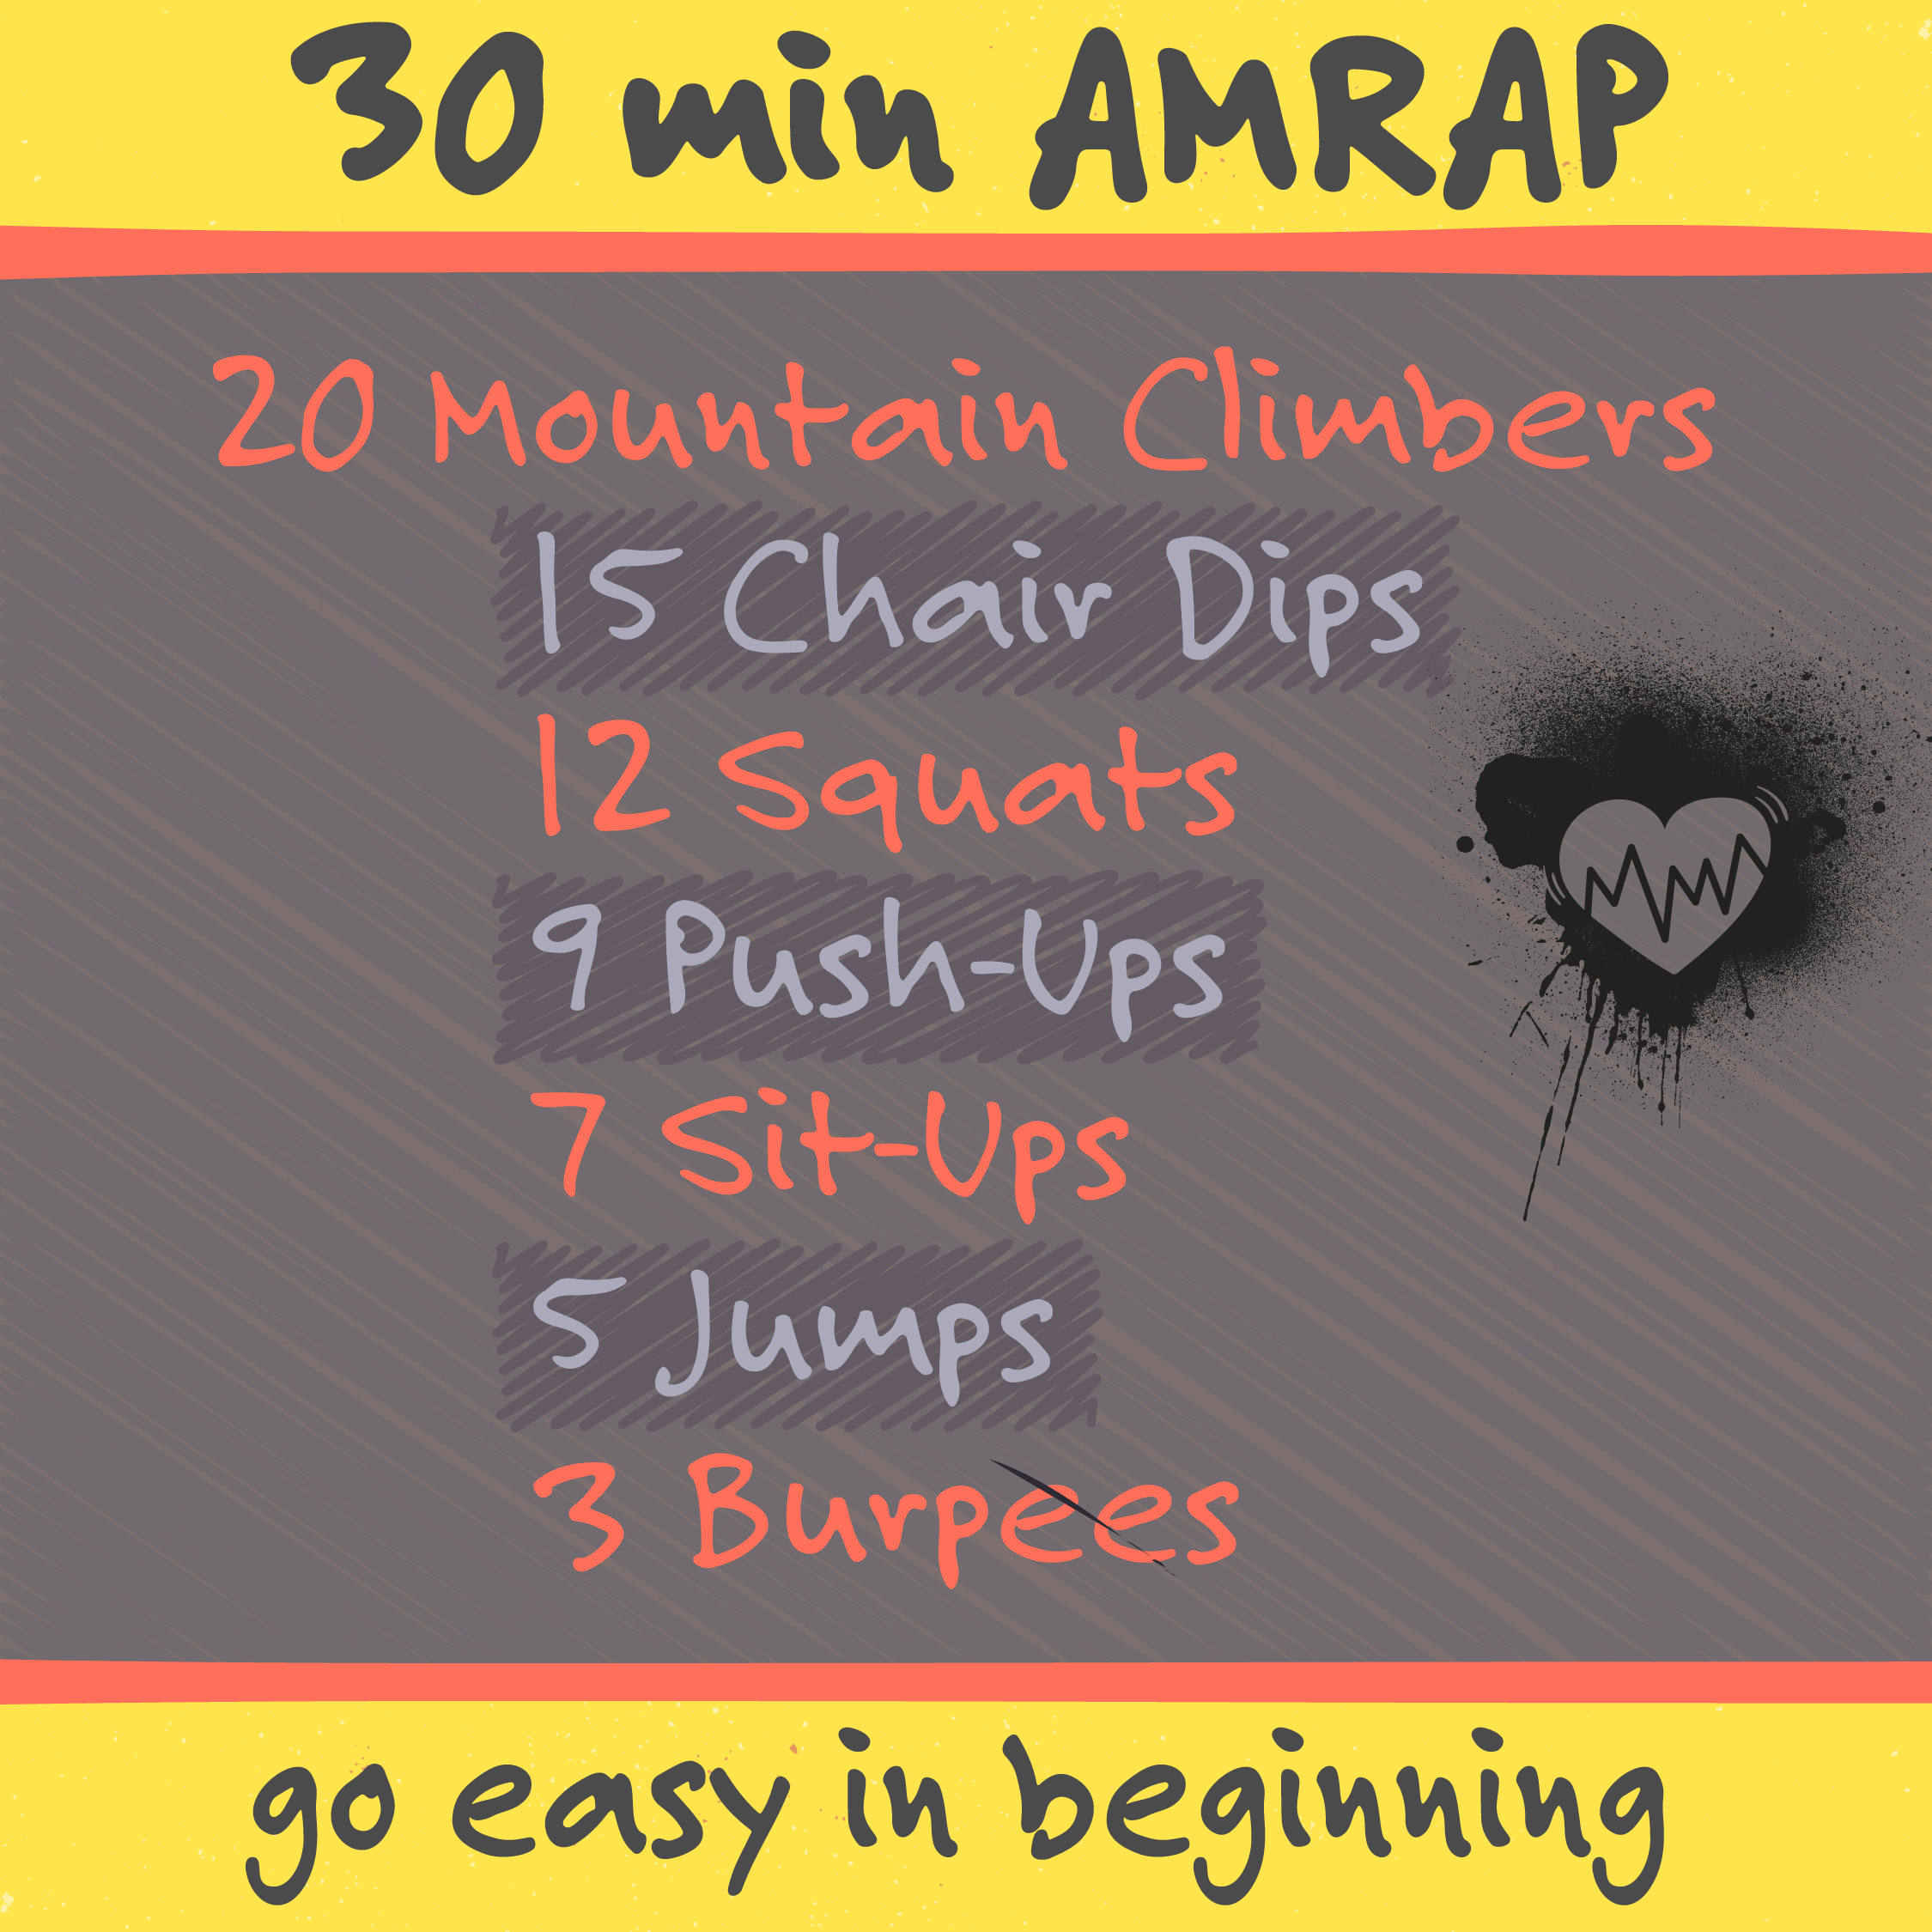 30 min AMRAP
20 Mountain Climbers
15 Chair Dips
12 Squats
9 Push-Ups
7 Sit-Ups
5 Jumps
3 Burpees
go easy in beginning